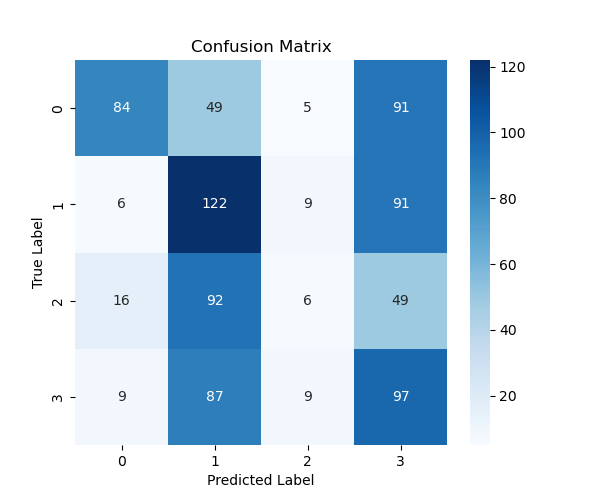 Confusion Matrix
True Label
0 84 49 5 91
1 6 122 9 91
2 16 92 6 49
3 9 87 9 97
0 1 2 3
Predicted Label
120
100
80
60
40
20